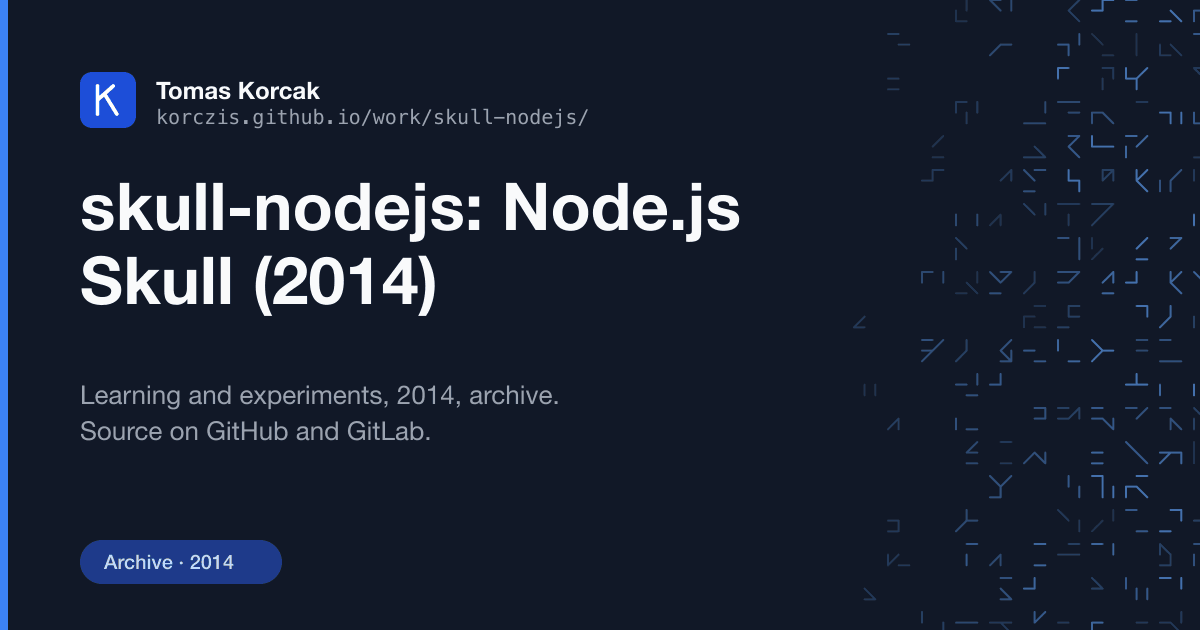 K
Tomas Korcak
korczis.github.io/work/skull-nodejs/
skull-nodejs: Node.js
Skull (2014)
Learning and experiments, 2014, archive.
Source on GitHub and GitLab.
Archive · 2014